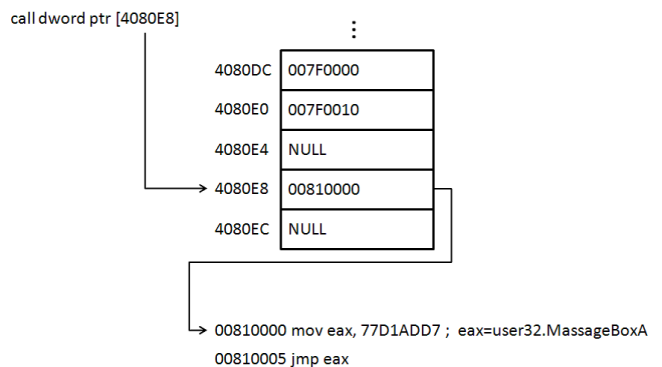 call dword ptr [4080E8]
⋮
4080DC 007F0000
4080E0 007F0010
4080E4 NULL
4080E8 00810000
4080EC NULL
00810000 mov eax, 77D1ADD7 ; eax=user32.MassageBoxA
00810005 jmp eax